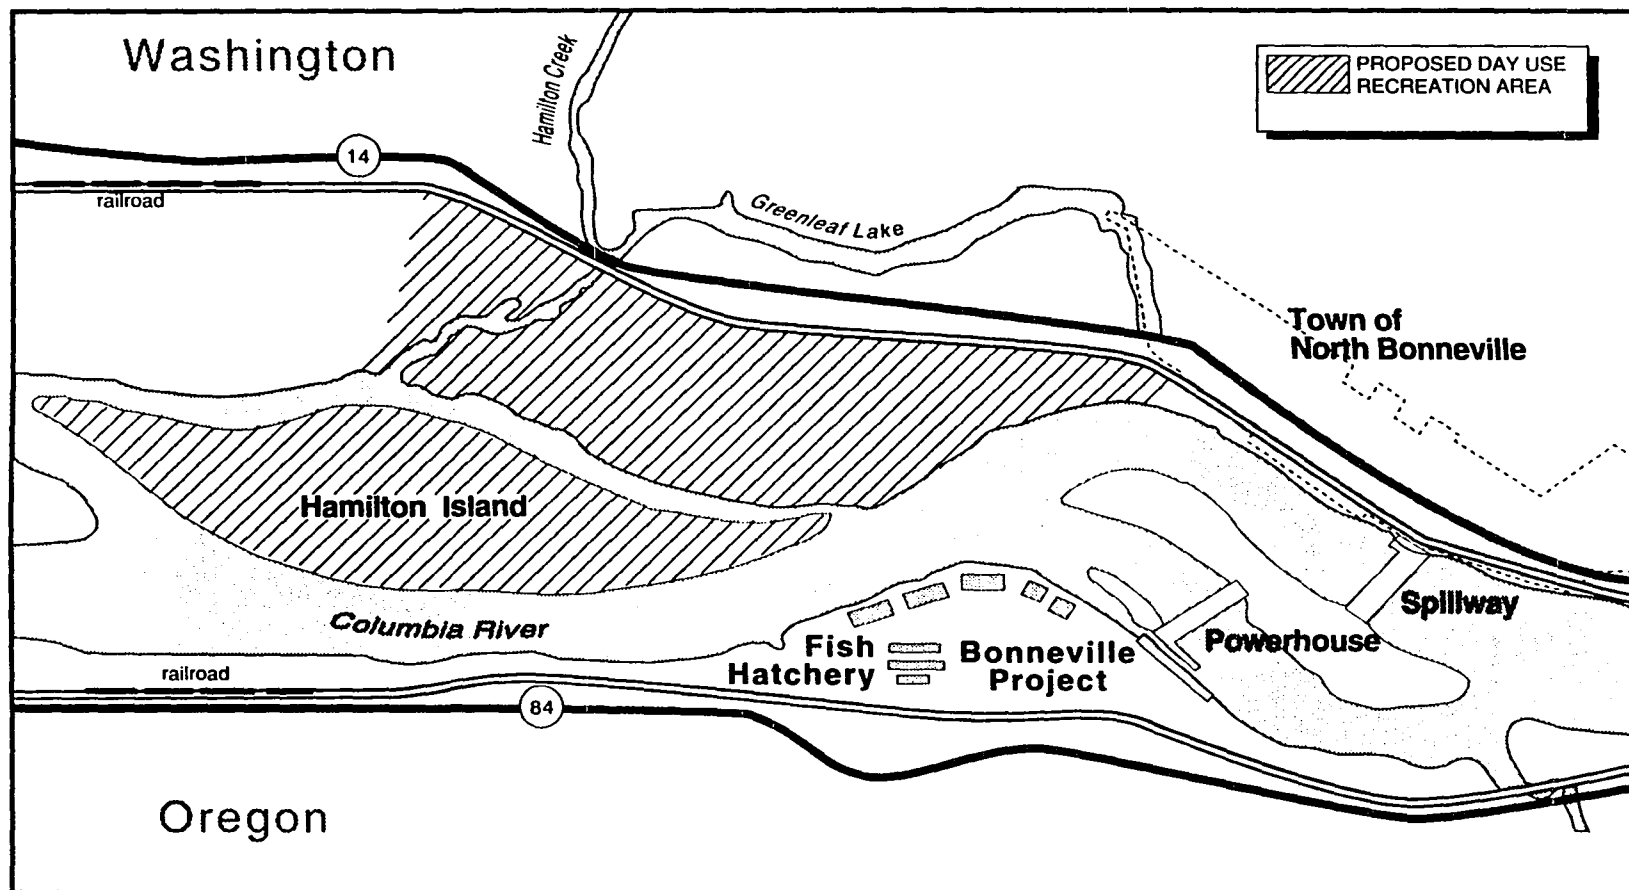 Washington
Hamilton Creek
PROPOSED DAY USE
RECREATION AREA
14
railroad
Greenleaf Lake
Town of
North Bonneville
Hamilton Island
Columbia River
Spillway
Powerhouse
Fish
Hatchery
Bonneville
Project
railroad
84
Oregon